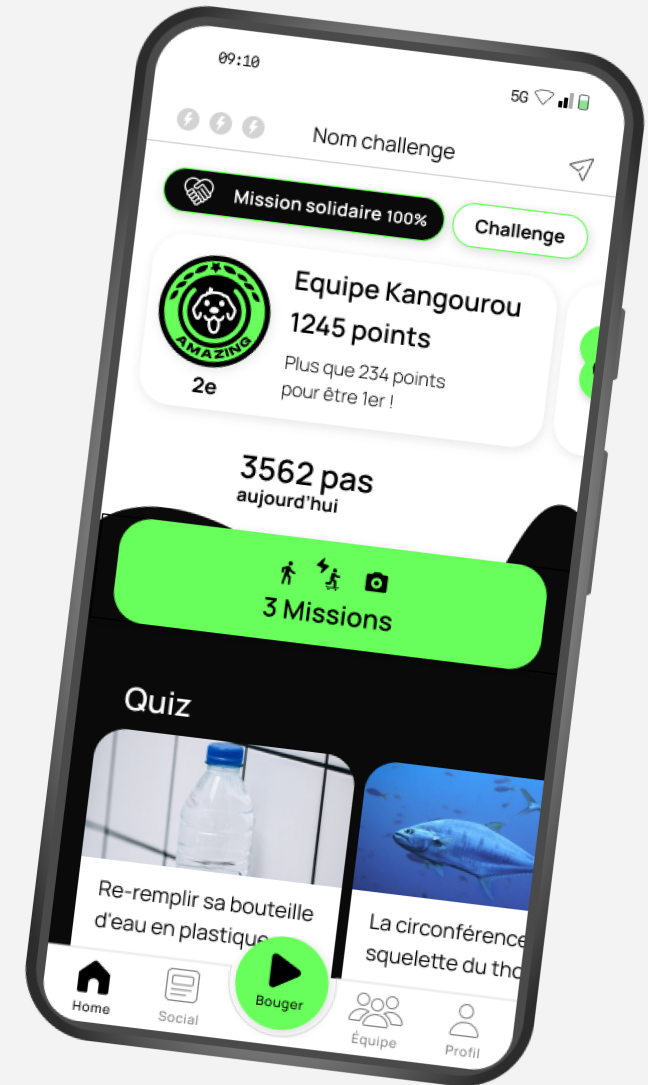 09:10
5G
Nom challenge
Mission solidaire 100%
Challenge
AMAZING
2e
Equipe Kangourou
1245 points
Plus que 234 points
pour être 1er !
3562 pas
aujourd'hui
3 Missions
Quiz
Re-remplir sa bouteille
d'eau en plastique
La circonférence
squelette du tho
Home
Social
Bouger
Équipe
Profil